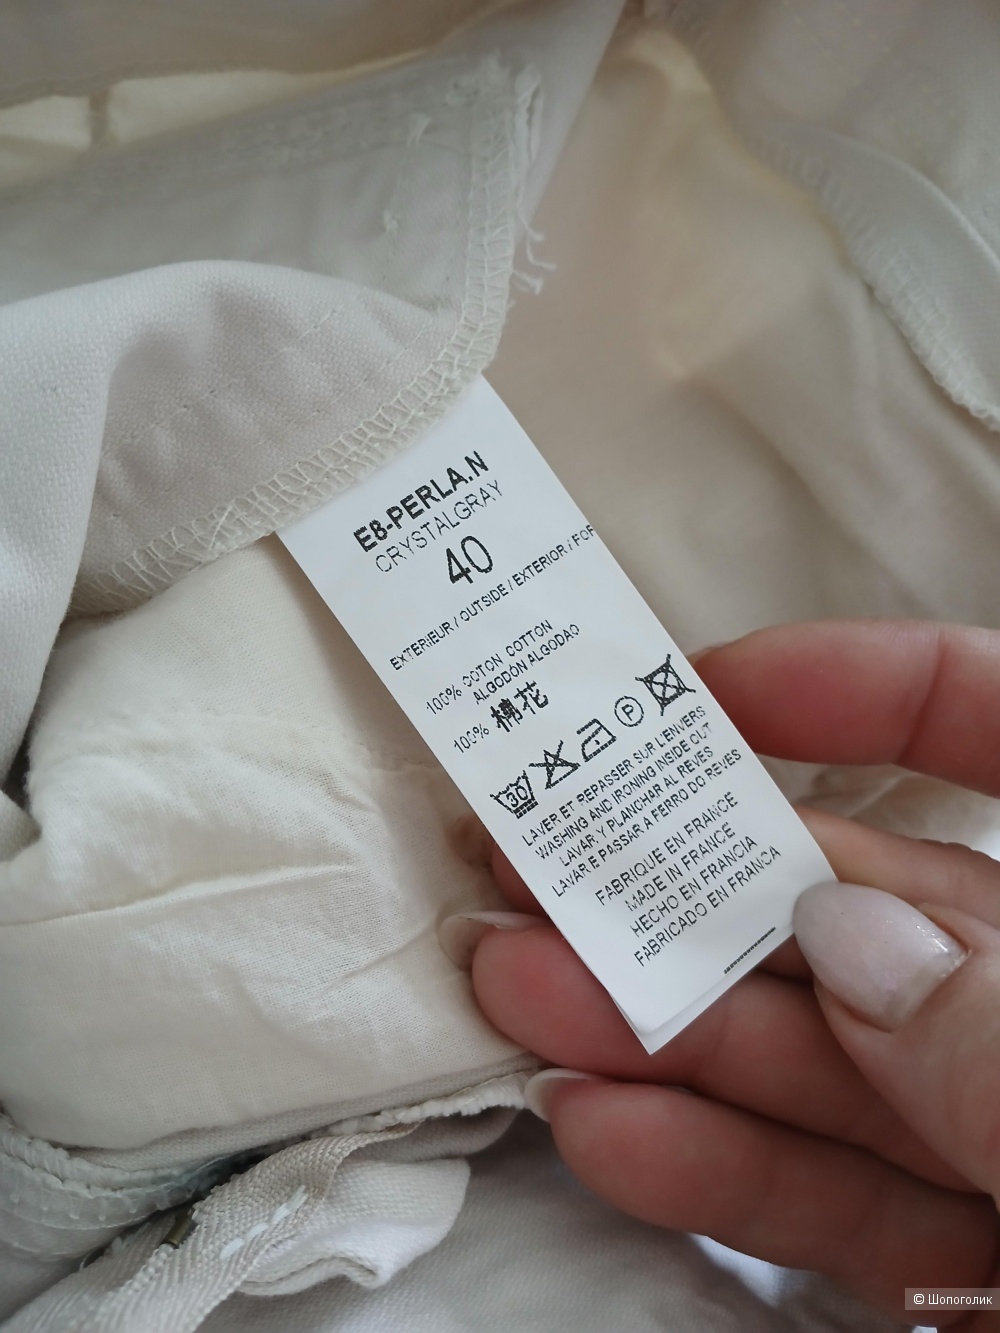 E8-PERLA.N
CRYSTALGRAY
40
EXTERIEUR / OUTSIDE / EXTERIOR / FOR
100% COTON COTTON
ALGODÓN ALGODAO
100% 棉花
30 P
LAVER ET REPASSER SUR L'ENVERS
WASHING AND IRONING INSIDE OUT
LAVAR Y PLANCHAR AL REVES
LAVAR E PASSAR A FERRO DO REVES
FABRIQUE EN FRANCE
MADE IN FRANCE
HECHO EN FRANCIA
FABRICADO EN FRANCA
© Шопоголик